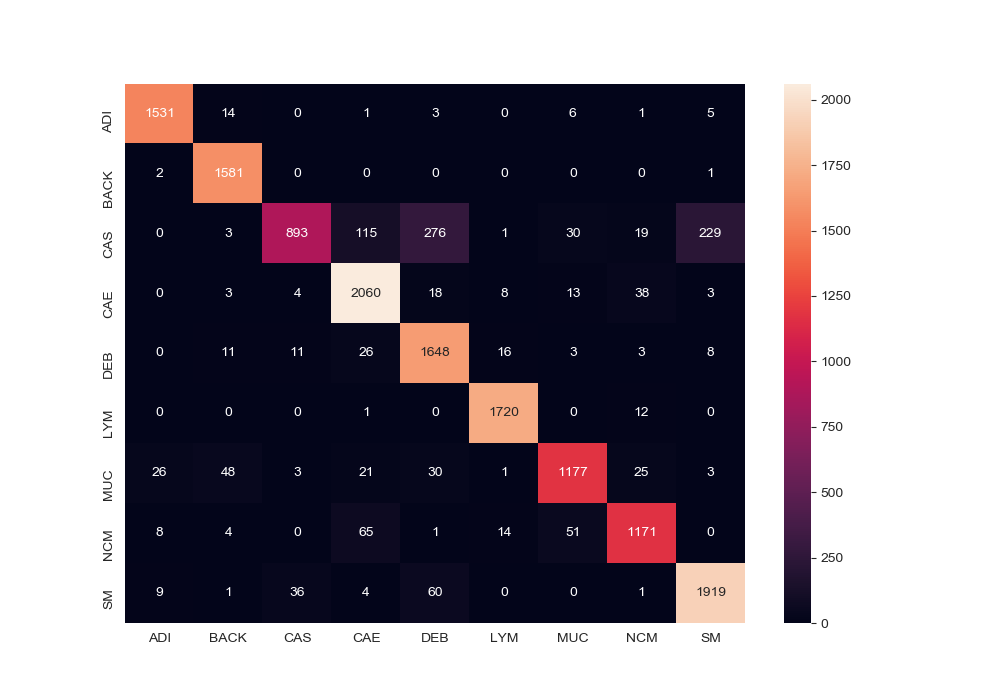 ADI 1531 14 0 1 3 0 6 1 5
BACK 2 1581 0 0 0 0 0 0 1
CAS 0 3 893 115 276 1 30 19 229
CAE 0 3 4 2060 18 8 13 38 3
DEB 0 11 11 26 1648 16 3 3 8
LYM 0 0 0 1 0 1720 0 12 0
MUC 26 48 3 21 30 1 1177 25 3
NCM 8 4 0 65 1 14 51 1171 0
SM 9 1 36 4 60 0 0 1 1919
ADI BACK CAS CAE DEB LYM MUC NCM SM
2000
1750
1500
1250
1000
750
500
250
0